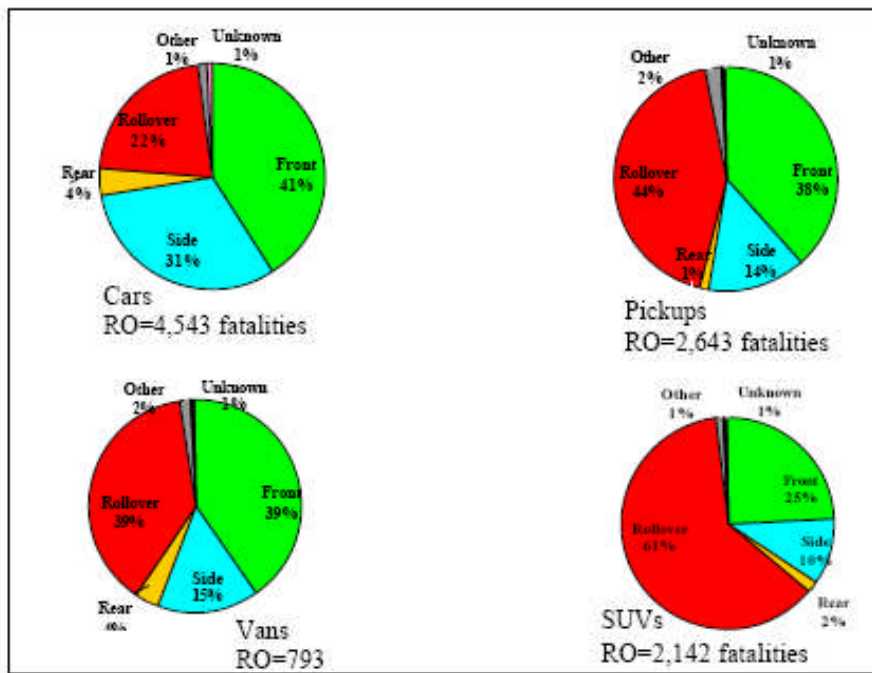 Other
1%
Unknown
1%
Rollover
22%
Rear
4%
Front
41%
Side
31%
Cars
RO=4,543 fatalities
Other
2%
Unknown
1%
Rollover
44%
Front
38%
Rear
1%
Side
14%
Pickups
RO=2,643 fatalities
Other
2%
Unknown
1%
Rollover
39%
Front
39%
Rear
Side
15%
Vans
RO=793
Other
1%
Unknown
1%
Front
25%
Rollover
61%
Side
10%
Rear
2%
SUVs
RO=2,142 fatalities